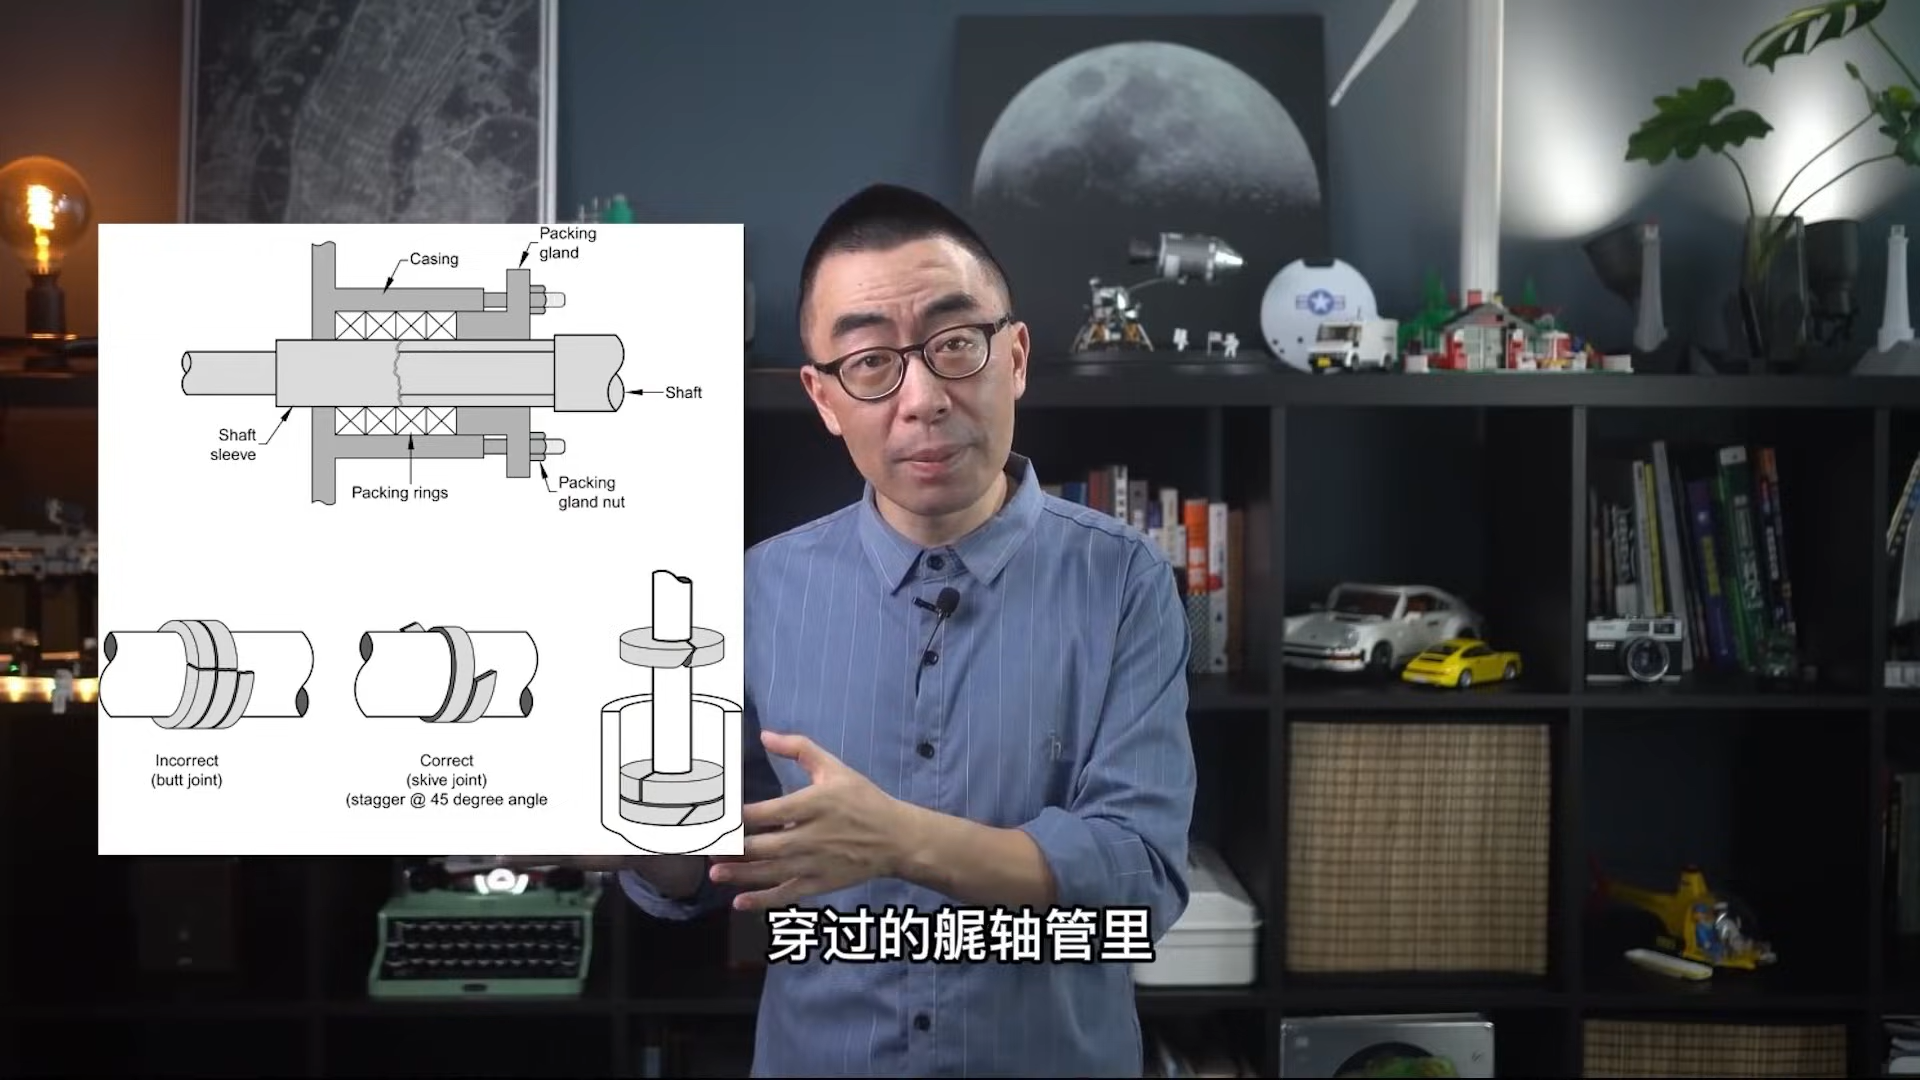 Packing
gland
Casing
Shaft
Shaft
sleeve
Packing rings
Packing
gland nut
Incorrect
(butt joint)
Correct
(skive joint)
(stagger @ 45 degree angle
穿过的艉轴管里